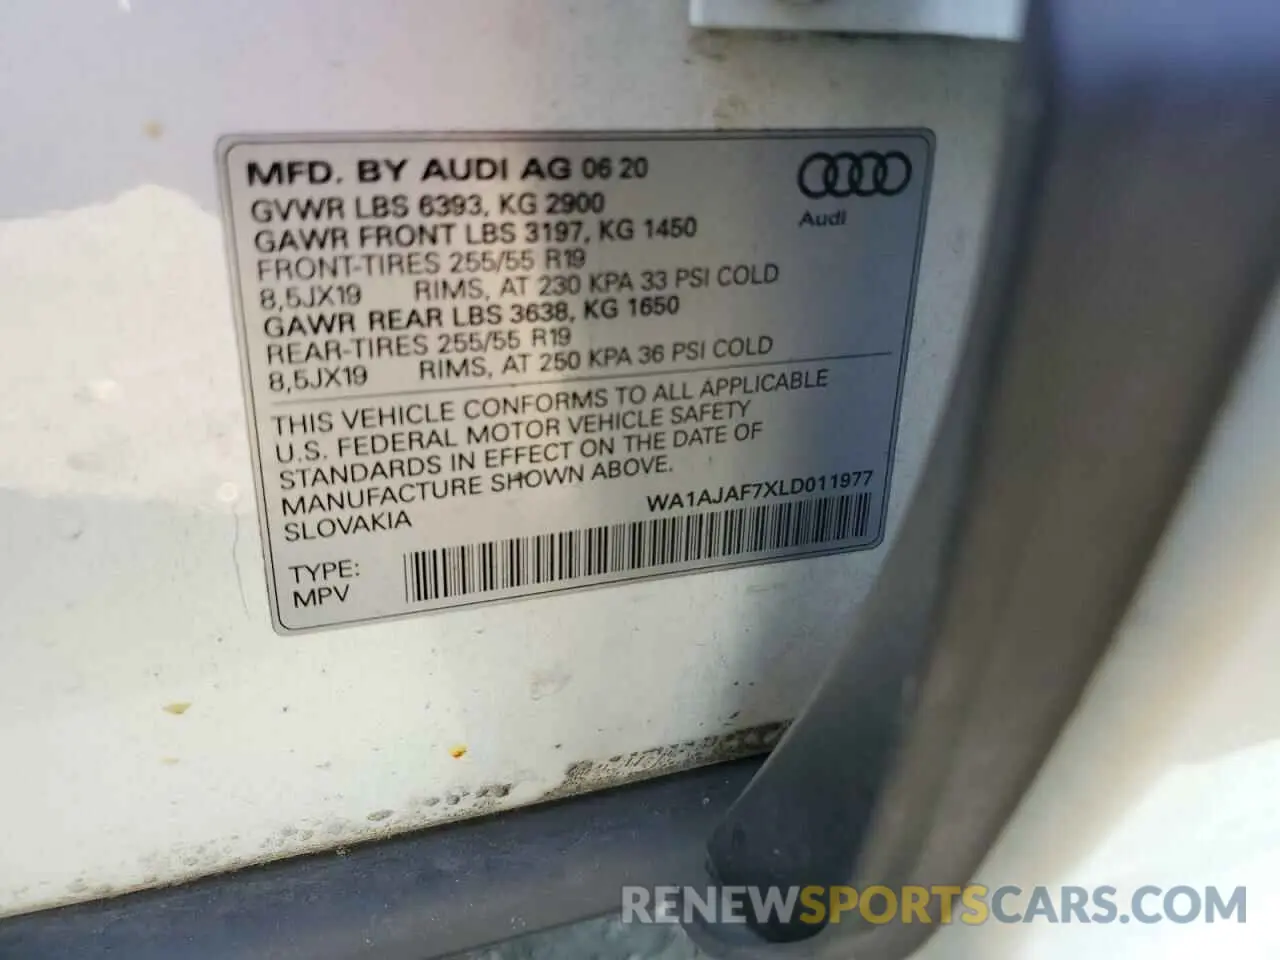 MFD. BY AUDI AG 06 20
GVWR LBS 6393, KG 2900
GAWR FRONT LBS 3197, KG 1450
FRONT-TIRES 255/55 R19
8,5JX19 RIMS, AT 230 KPA 33 PSI COLD
GAWR REAR LBS 3638, KG 1650
REAR-TIRES 255/55 R19
8,5JX19 RIMS, AT 250 KPA 36 PSI COLD
Audi
THIS VEHICLE CONFORMS TO ALL APPLICABLE
U.S. FEDERAL MOTOR VEHICLE SAFETY
STANDARDS IN EFFECT ON THE DATE OF
MANUFACTURE SHOWN ABOVE.
SLOVAKIA
WA1AJAF7XLD011977
TYPE:
MPV
RENEWSPORTSCARS.COM